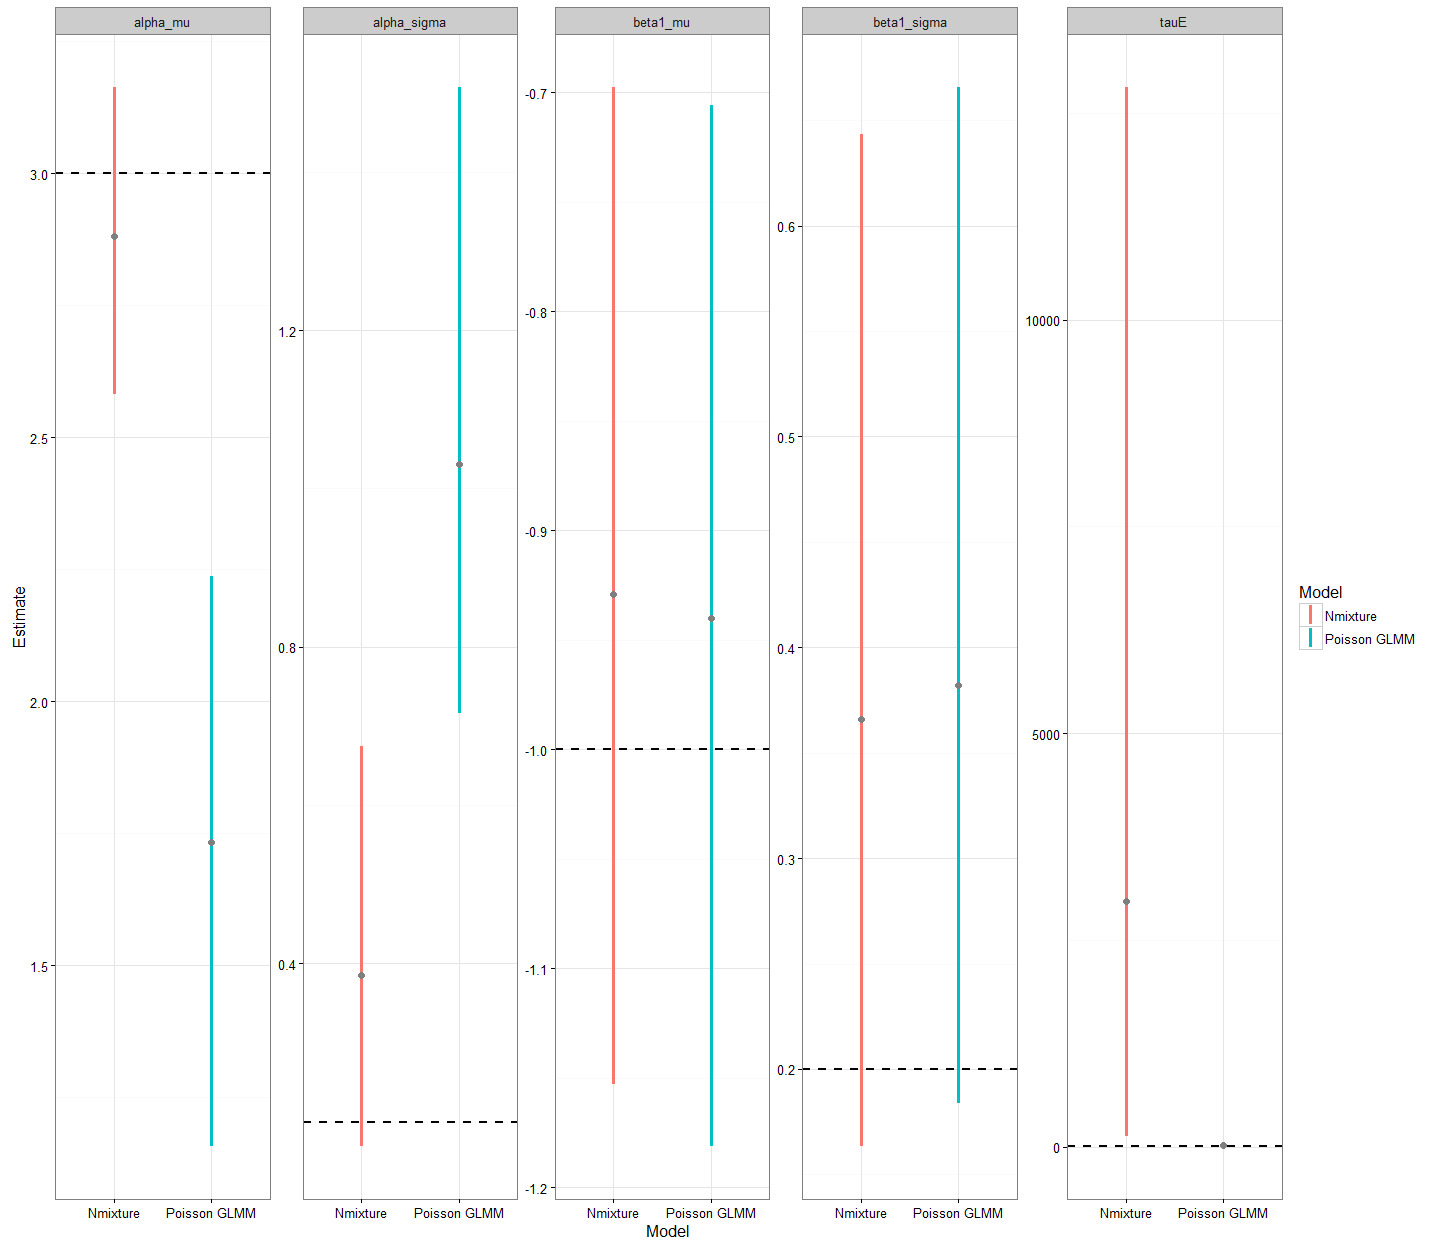 alpha_mu
alpha_sigma
beta1_mu
beta1_sigma
tauE
Estimate
3.0
2.5
2.0
1.5
1.2
0.8
0.4
-0.7
-0.8
-0.9
-1.0
-1.1
-1.2
0.6
0.5
0.4
0.3
0.2
10000
5000
0
Nmixture Poisson GLMM
Nmixture Poisson GLMM
Nmixture Poisson GLMM
Nmixture Poisson GLMM
Nmixture Poisson GLMM
Model
Model
Nmixture
Poisson GLMM